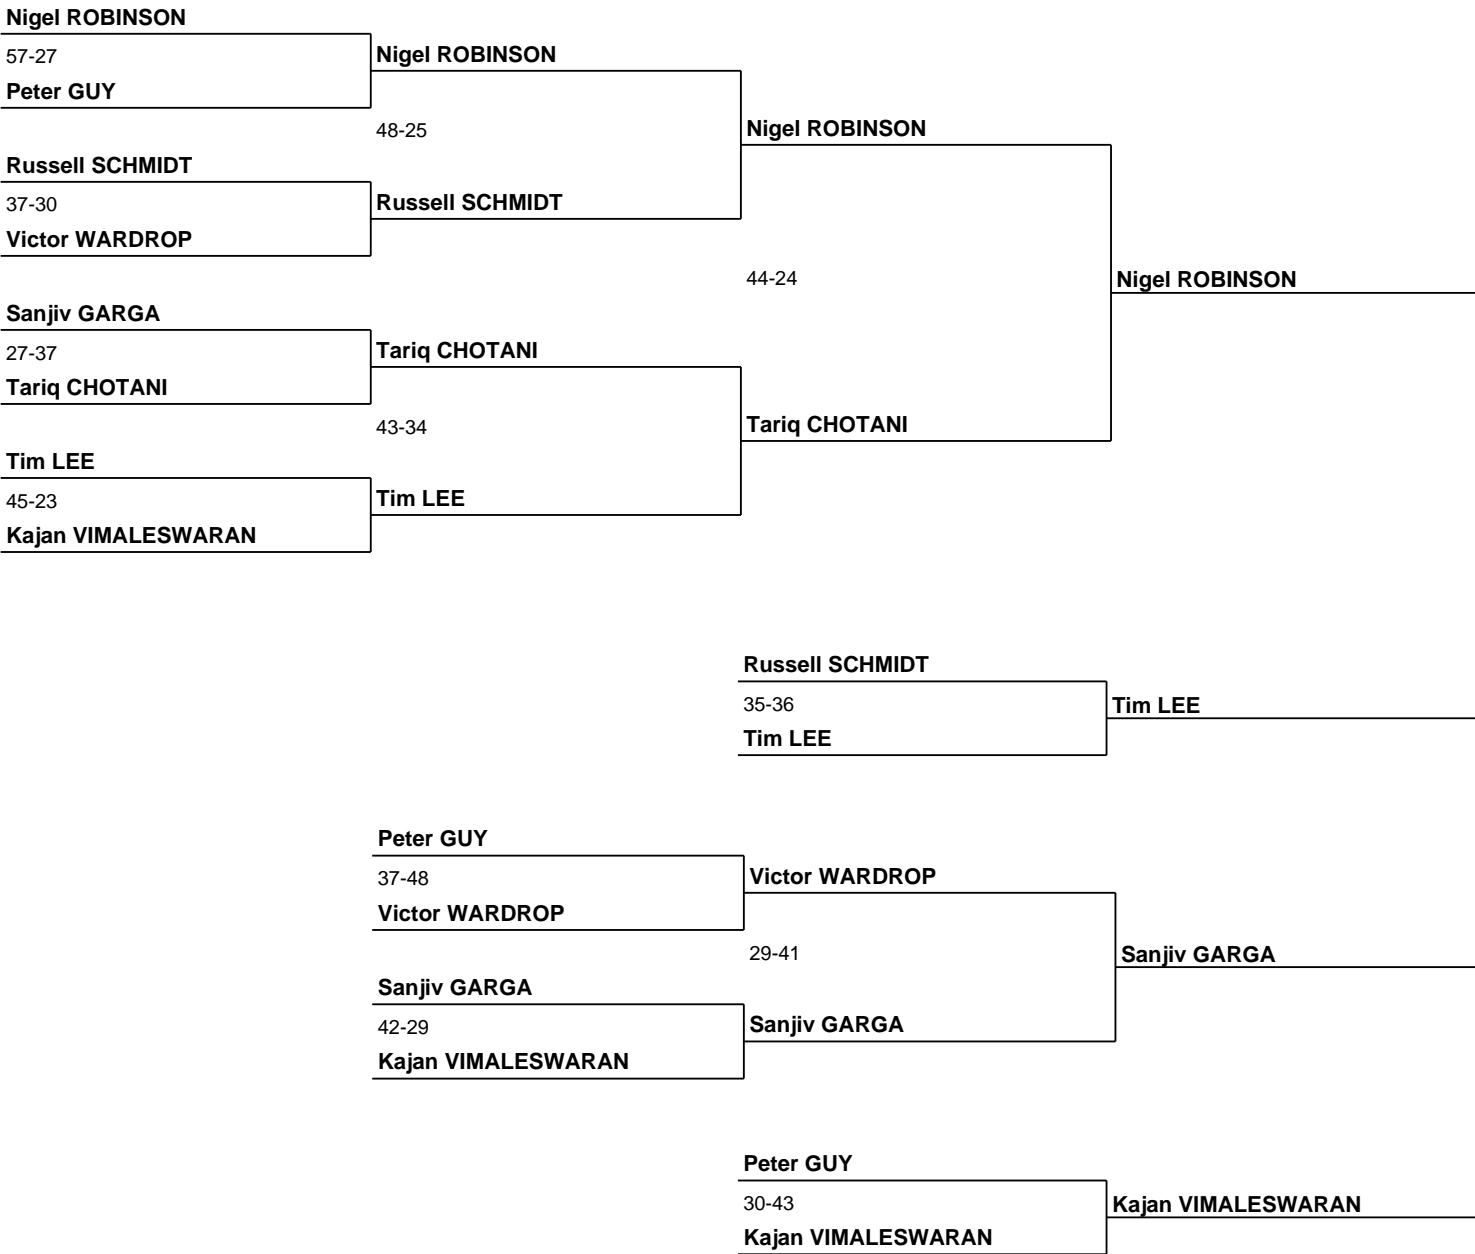 Nigel ROBINSON
57-27
Nigel ROBINSON
Peter GUY
48-25
Nigel ROBINSON
Russell SCHMIDT
37-30
Russell SCHMIDT
Victor WARDROP
44-24
Nigel ROBINSON
Sanjiv GARGA
27-37
Tariq CHOTANI
Tariq CHOTANI
43-34
Tariq CHOTANI
Tim LEE
45-23
Tim LEE
Kajan VIMALESWARAN
Russell SCHMIDT
35-36
Tim LEE
Tim LEE
Peter GUY
37-48
Victor WARDROP
Victor WARDROP
29-41
Sanjiv GARGA
Sanjiv GARGA
42-29
Sanjiv GARGA
Kajan VIMALESWARAN
Peter GUY
30-43
Kajan VIMALESWARAN
Kajan VIMALESWARAN